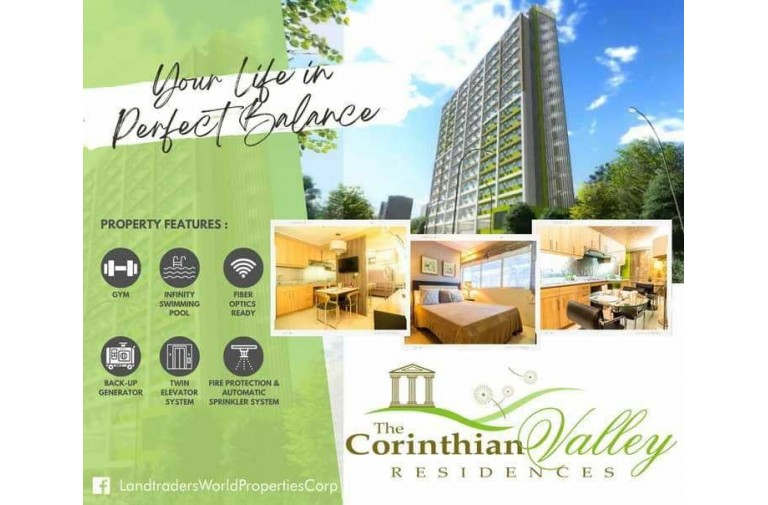 Your Life in
Perfect Balance
PROPERTY FEATURES :
GYM
INFINITY
SWIMMING
POOL
FIBER
OPTICS
READY
BACK-UP
GENERATOR
TWIN
ELEVATOR
SYSTEM
FIRE PROTECTION &
AUTOMATIC
SPRINKLER SYSTEM
The
Corinthian Valley
RESIDENCES
f LandtradersWorldPropertiesCorp